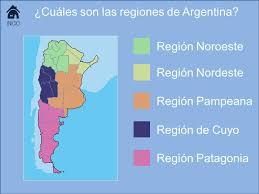 ¿Cuáles son las regiones de Argentina?
INICIO
Región Noroeste
Región Nordeste
Región Pampeana
Región de Cuyo
Región Patagonia